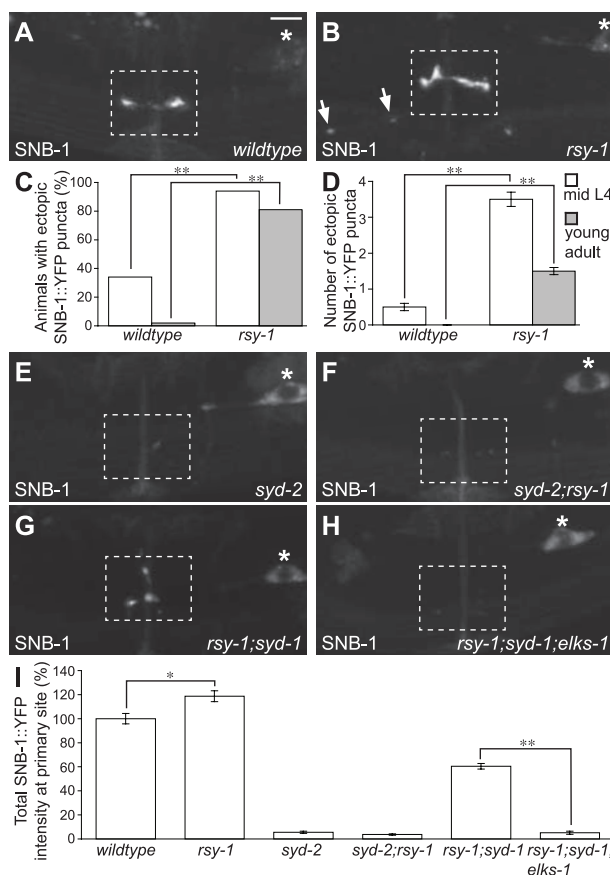 A
*
SNB-1
wildtype
B
*
SNB-1
rsy-1
C
Animals with ectopic
SNB-1::YFP puncta (%)
80
60
40
20
0
**
**
wildtype
rsy-1
D
Number of ectopic
SNB-1::YFP puncta
4
3
2
1
0
**
**
wildtype
rsy-1
mid L4
young
adult
E
*
SNB-1
syd-2
F
*
SNB-1
syd-2;rsy-1
G
*
SNB-1
rsy-1;syd-1
H
*
SNB-1
rsy-1;syd-1;elks-1
I
Total SNB-1::YFP
intensity at primary site (%)
140
120
100
80
60
40
20
0
*
**
wildtype
rsy-1
syd-2
syd-2;rsy-1
rsy-1;syd-1
rsy-1;syd-1;
elks-1